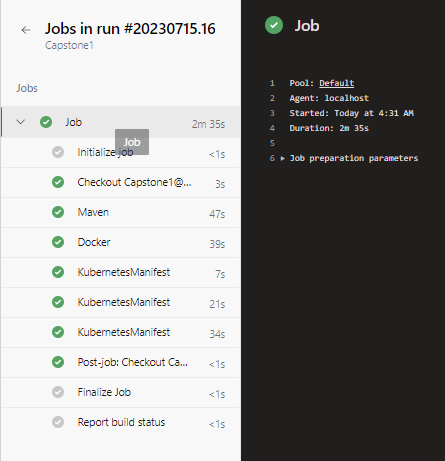 Jobs in run #20230715.16
Capstone1
Jobs
Job 2m 35s
Job
Initialize job <1s
Checkout Capstone1@... 3s
Maven 47s
Docker 39s
KubernetesManifest 7s
KubernetesManifest 21s
KubernetesManifest 34s
Post-job: Checkout Ca... <1s
Finalize Job <1s
Report build status <1s
Job
1 Pool: Default
2 Agent: localhost
3 Started: Today at 4:31 AM
4 Duration: 2m 35s
5
6 Job preparation parameters